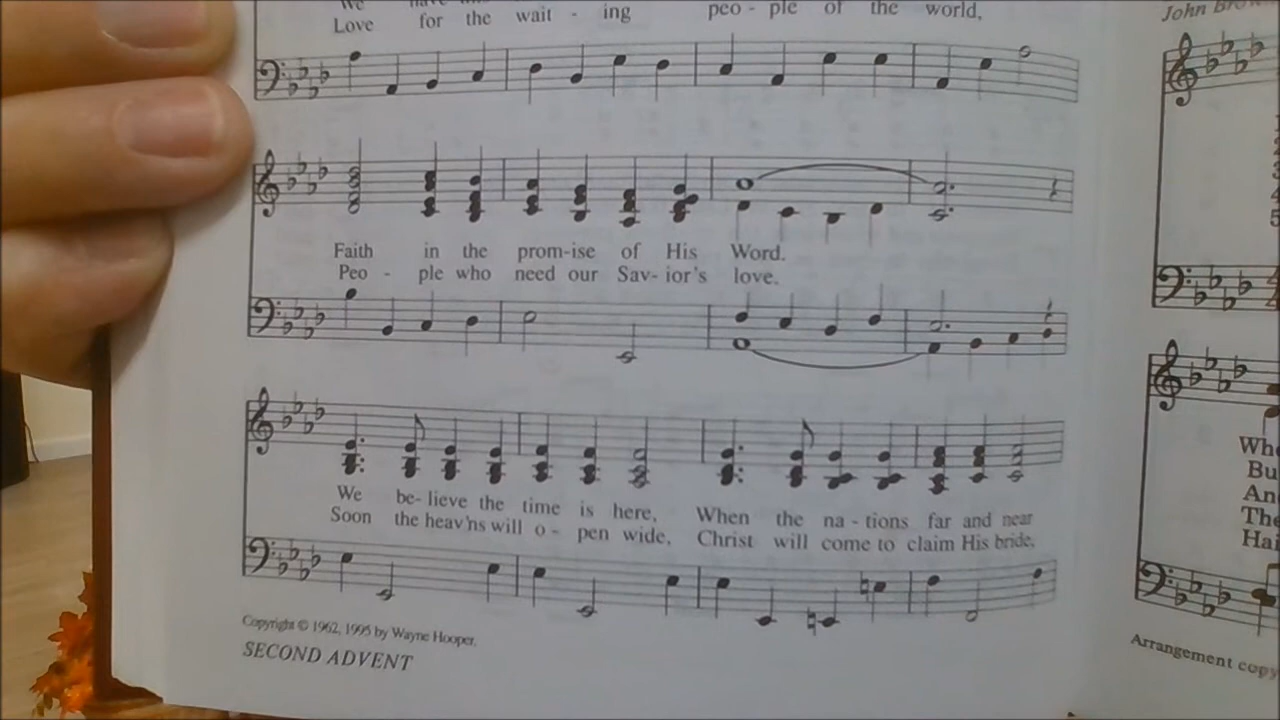 We
Love for the wait - ing peo - ple of the world,
John
Faith in the prom-ise of His Word.
Peo - ple who need our Sav- ior's love.
We be- lieve the time is here, When the na - tions far and near
Soon the heav'ns will o - pen wide, Christ will come to claim His bride,
Copyright © 1962, 1995 by Wayne Hooper.
SECOND ADVENT
Arrangement